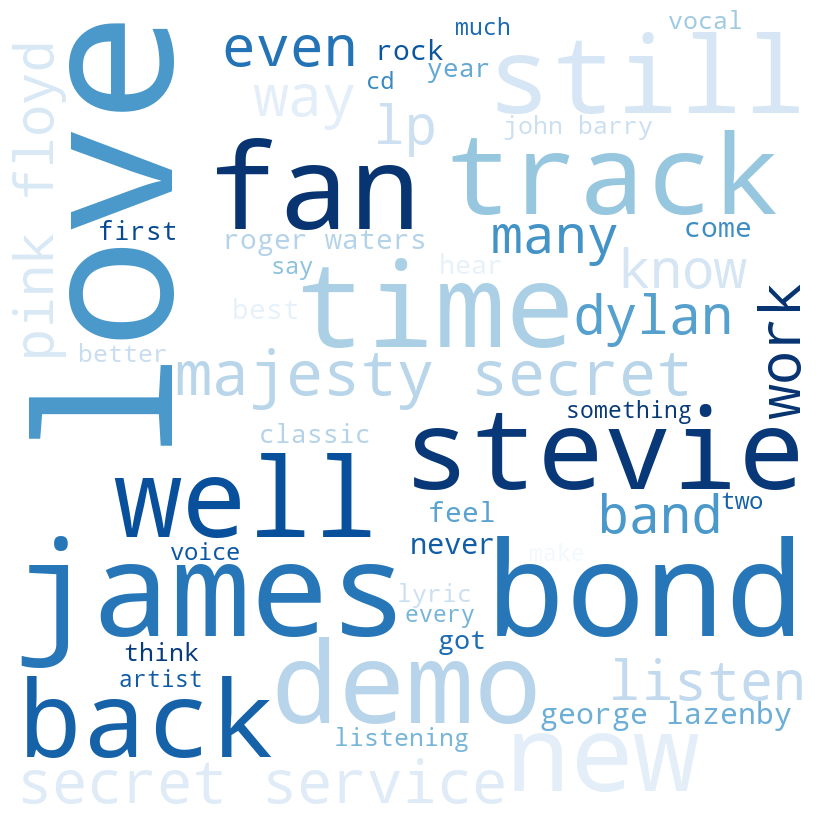 love
pink floyd
even
rock
much
cd
year
vocal
still
way
lp
john barry
fan
track
first
roger waters
many
come
say
hear
know
best
time
dylan
work
better
majesty secret
something
classic
stevie
well
feel
band
two
voice
never
make
james
bond
lyric
every
got
think
artist
demo
listen
back
george lazenby
listening
new
secret service